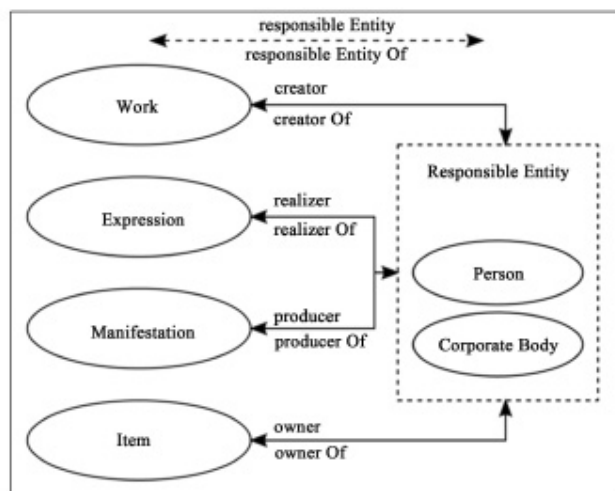 responsible Entity
responsible Entity Of
Work
creator
creator Of
Responsible Entity
Expression
realizer
realizer Of
Person
Manifestation
producer
producer Of
Corporate Body
Item
owner
owner Of